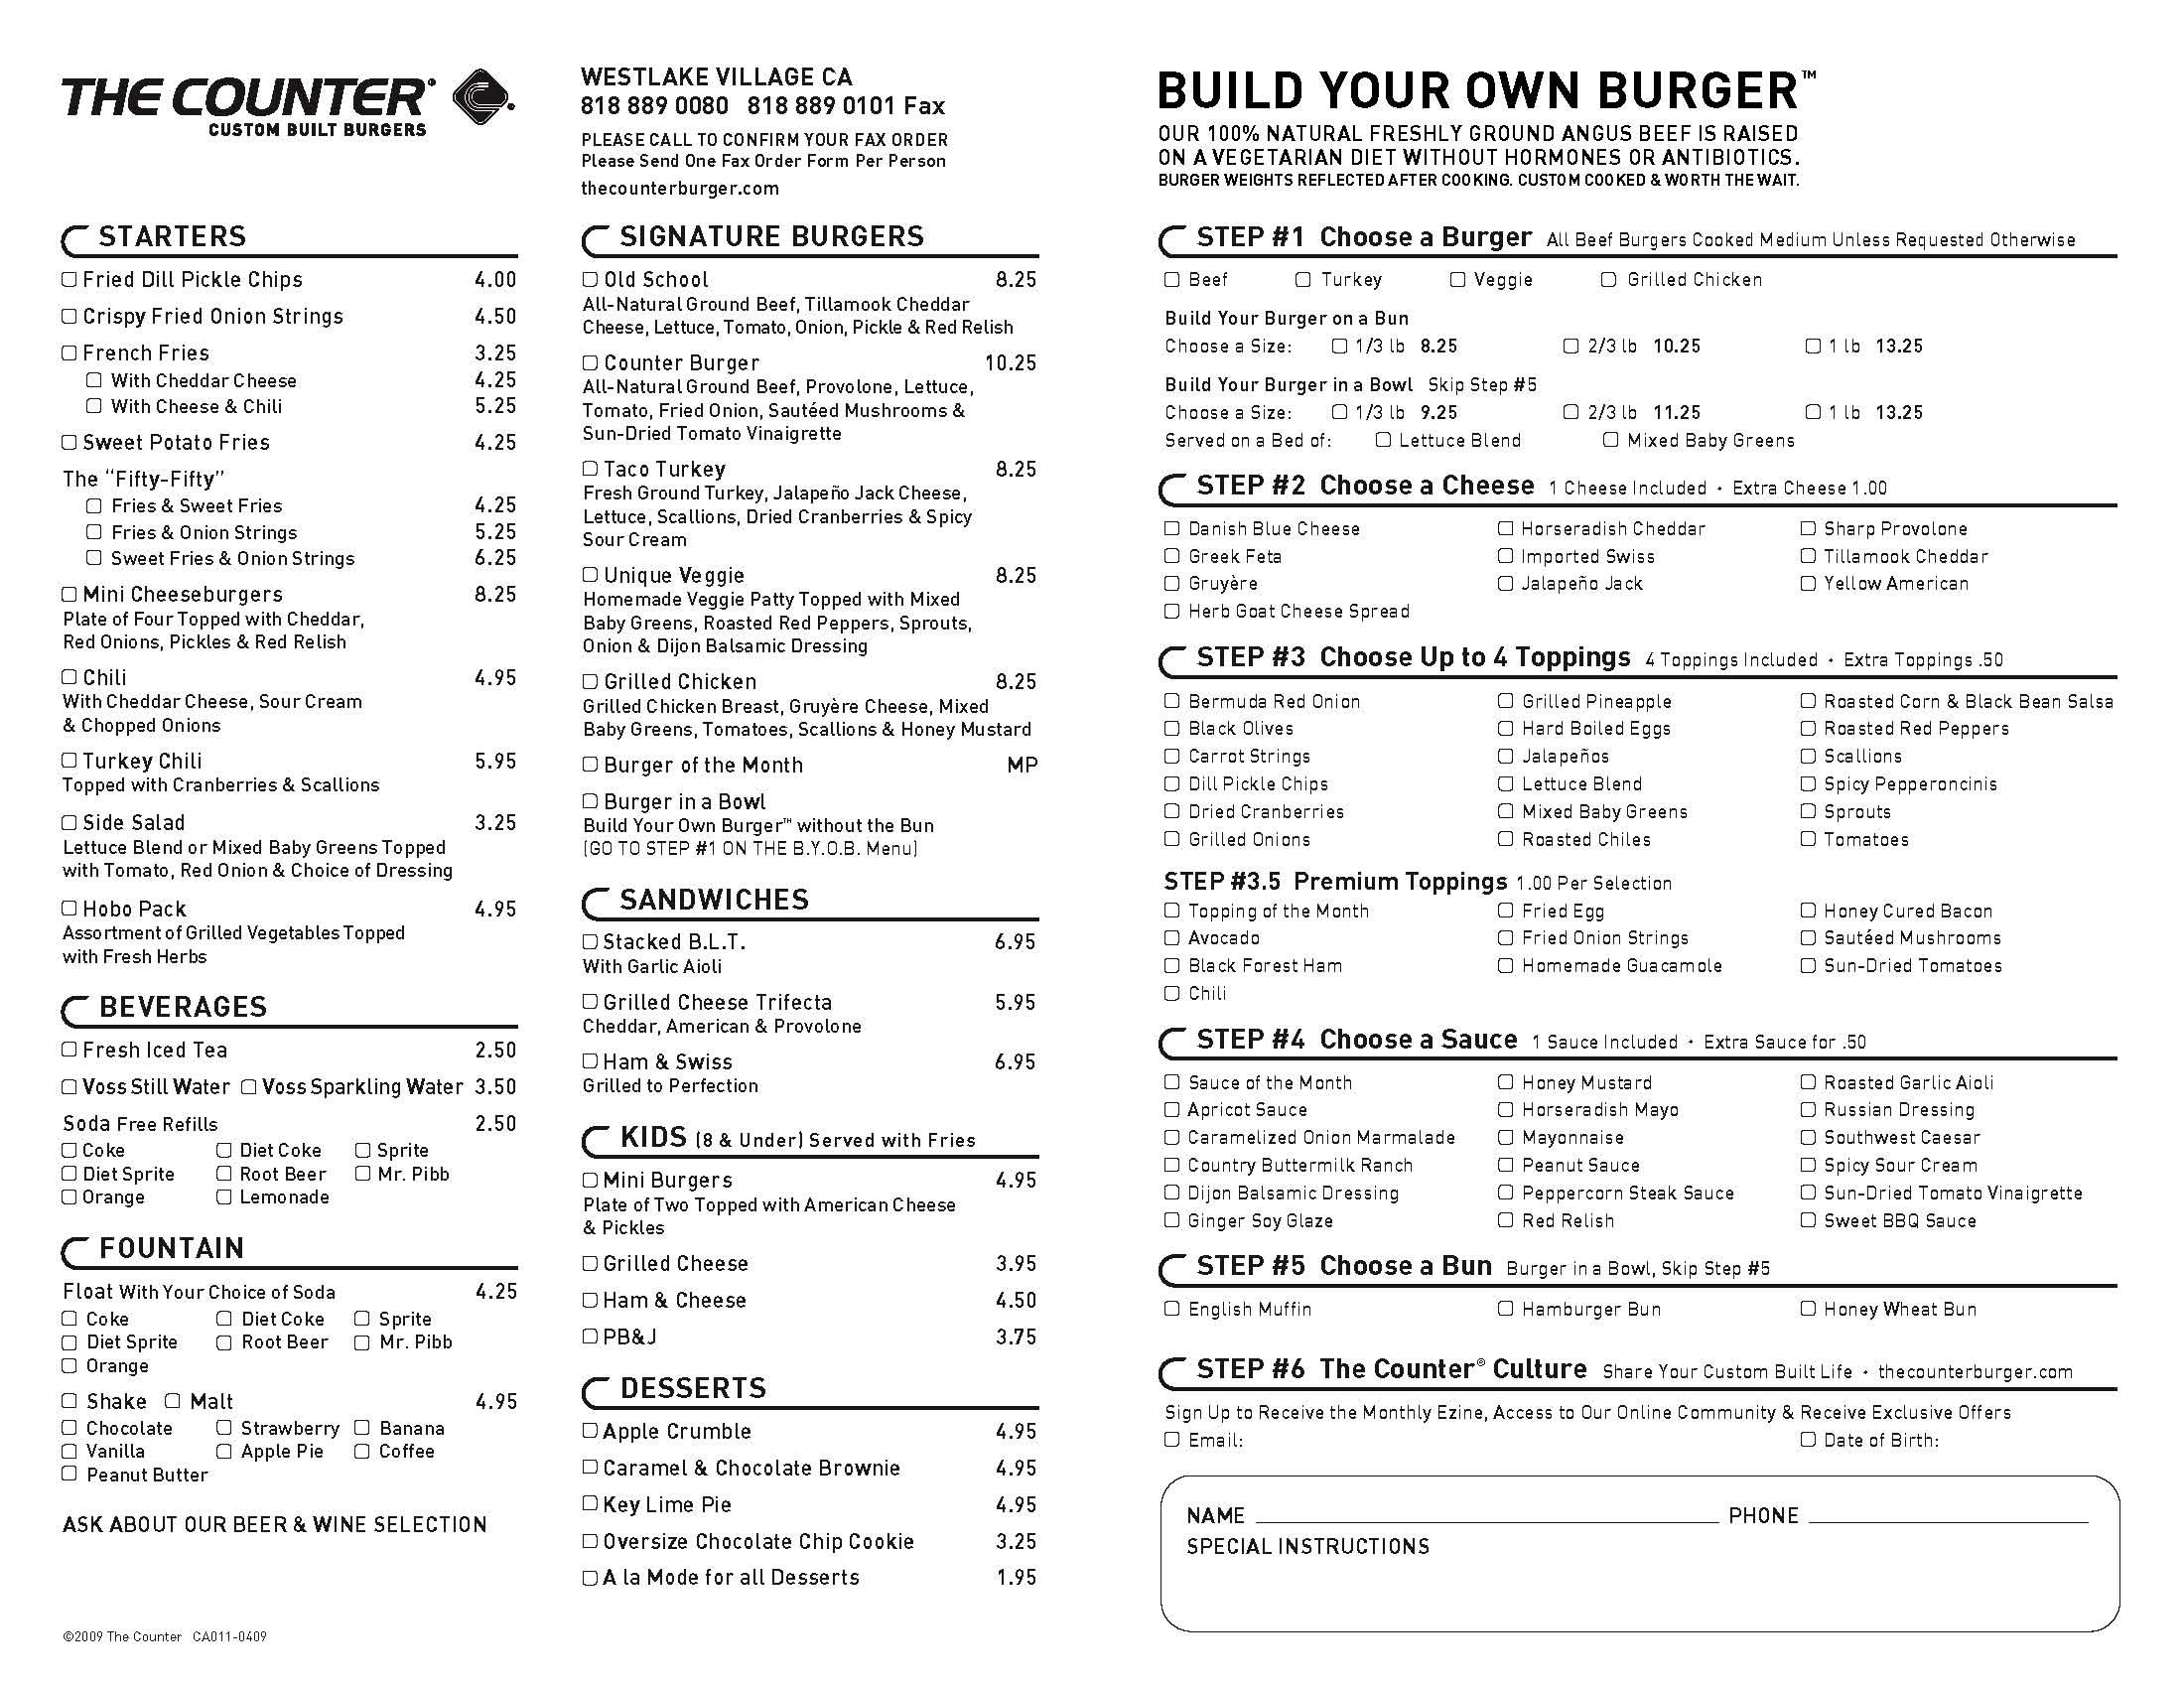 THE COUNTER®
CUSTOM BUILT BURGERS
WESTLAKE VILLAGE CA
818 889 0080 818 889 0101 Fax
PLEASE CALL TO CONFIRM YOUR FAX ORDER
Please Send One Fax Order Form Per Person
thecounterburger.com
STARTERS
Fried Dill Pickle Chips 4.00
Crispy Fried Onion Strings 4.50
French Fries 3.25
With Cheddar Cheese 4.25
With Cheese & Chili 5.25
Sweet Potato Fries 4.25
The “Fifty-Fifty”
Fries & Sweet Fries 4.25
Fries & Onion Strings 5.25
Sweet Fries & Onion Strings 6.25
Mini Cheeseburgers 8.25
Plate of Four Topped with Cheddar,
Red Onions, Pickles & Red Relish
Chili 4.95
With Cheddar Cheese, Sour Cream
& Chopped Onions
Turkey Chili 5.95
Topped with Cranberries & Scallions
Side Salad 3.25
Lettuce Blend or Mixed Baby Greens Topped
with Tomato, Red Onion & Choice of Dressing
Hobo Pack 4.95
Assortment of Grilled Vegetables Topped
with Fresh Herbs
BEVERAGES
Fresh Iced Tea 2.50
Voss Still Water Voss Sparkling Water 3.50
Soda Free Refills 2.50
Coke Diet Coke Sprite
Diet Sprite Root Beer Mr. Pibb
Orange Lemonade
FOUNTAIN
Float With Your Choice of Soda 4.25
Coke Diet Coke Sprite
Diet Sprite Root Beer Mr. Pibb
Orange
Shake Malt 4.95
Chocolate Strawberry Banana
Vanilla Apple Pie Coffee
Peanut Butter
ASK ABOUT OUR BEER & WINE SELECTION
©2009 The Counter CA011-0409
SIGNATURE BURGERS
Old School 8.25
All-Natural Ground Beef, Tillamook Cheddar
Cheese, Lettuce, Tomato, Onion, Pickle & Red Relish
Counter Burger 10.25
All-Natural Ground Beef, Provolone, Lettuce,
Tomato, Fried Onion, Sautéed Mushrooms &
Sun-Dried Tomato Vinaigrette
Taco Turkey 8.25
Fresh Ground Turkey, Jalapeño Jack Cheese,
Lettuce, Scallions, Dried Cranberries & Spicy
Sour Cream
Unique Veggie 8.25
Homemade Veggie Patty Topped with Mixed
Baby Greens, Roasted Red Peppers, Sprouts,
Onion & Dijon Balsamic Dressing
Grilled Chicken 8.25
Grilled Chicken Breast, Gruyère Cheese, Mixed
Baby Greens, Tomatoes, Scallions & Honey Mustard
Burger of the Month MP
Burger in a Bowl
Build Your Own Burger™ without the Bun
(GO TO STEP #1 ON THE B.Y.O.B. Menu)
SANDWICHES
Stacked B.L.T. 6.95
With Garlic Aioli
Grilled Cheese Trifecta 5.95
Cheddar, American & Provolone
Ham & Swiss 6.95
Grilled to Perfection
KIDS (8 & Under) Served with Fries
Mini Burgers 4.95
Plate of Two Topped with American Cheese
& Pickles
Grilled Cheese 3.95
Ham & Cheese 4.50
PB&J 3.75
DESSERTS
Apple Crumble 4.95
Caramel & Chocolate Brownie 4.95
Key Lime Pie 4.95
Oversize Chocolate Chip Cookie 3.25
A la Mode for all Desserts 1.95
BUILD YOUR OWN BURGER™
OUR 100% NATURAL FRESHLY GROUND ANGUS BEEF IS RAISED
ON A VEGETARIAN DIET WITHOUT HORMONES OR ANTIBIOTICS.
BURGER WEIGHTS REFLECTED AFTER COOKING. CUSTOM COOKED & WORTH THE WAIT.
STEP #1 Choose a Burger All Beef Burgers Cooked Medium Unless Requested Otherwise
Beef Turkey Veggie Grilled Chicken
Build Your Burger on a Bun
Choose a Size: 1/3 lb 8.25 2/3 lb 10.25 1 lb 13.25
Build Your Burger in a Bowl Skip Step #5
Choose a Size: 1/3 lb 9.25 2/3 lb 11.25 1 lb 13.25
Served on a Bed of: Lettuce Blend Mixed Baby Greens
STEP #2 Choose a Cheese 1 Cheese Included • Extra Cheese 1.00
Danish Blue Cheese Horseradish Cheddar Sharp Provolone
Greek Feta Imported Swiss Tillamook Cheddar
Gruyère Jalapeño Jack Yellow American
Herb Goat Cheese Spread
STEP #3 Choose Up to 4 Toppings 4 Toppings Included • Extra Toppings .50
Bermuda Red Onion Grilled Pineapple Roasted Corn & Black Bean Salsa
Black Olives Hard Boiled Eggs Roasted Red Peppers
Carrot Strings Jalapeños Scallions
Dill Pickle Chips Lettuce Blend Spicy Pepperoncinis
Dried Cranberries Mixed Baby Greens Sprouts
Grilled Onions Roasted Chiles Tomatoes
STEP #3.5 Premium Toppings 1.00 Per Selection
Topping of the Month Fried Egg Honey Cured Bacon
Avocado Fried Onion Strings Sautéed Mushrooms
Black Forest Ham Homemade Guacamole Sun-Dried Tomatoes
Chili
STEP #4 Choose a Sauce 1 Sauce Included • Extra Sauce for .50
Sauce of the Month Honey Mustard Roasted Garlic Aioli
Apricot Sauce Horseradish Mayo Russian Dressing
Caramelized Onion Marmalade Mayonnaise Southwest Caesar
Country Buttermilk Ranch Peanut Sauce Spicy Sour Cream
Dijon Balsamic Dressing Peppercorn Steak Sauce Sun-Dried Tomato Vinaigrette
Ginger Soy Glaze Red Relish Sweet BBQ Sauce
STEP #5 Choose a Bun Burger in a Bowl, Skip Step #5
English Muffin Hamburger Bun Honey Wheat Bun
STEP #6 The Counter® Culture Share Your Custom Built Life • thecounterburger.com
Sign Up to Receive the Monthly Ezine, Access to Our Online Community & Receive Exclusive Offers
Email: Date of Birth:
NAME PHONE
SPECIAL INSTRUCTIONS